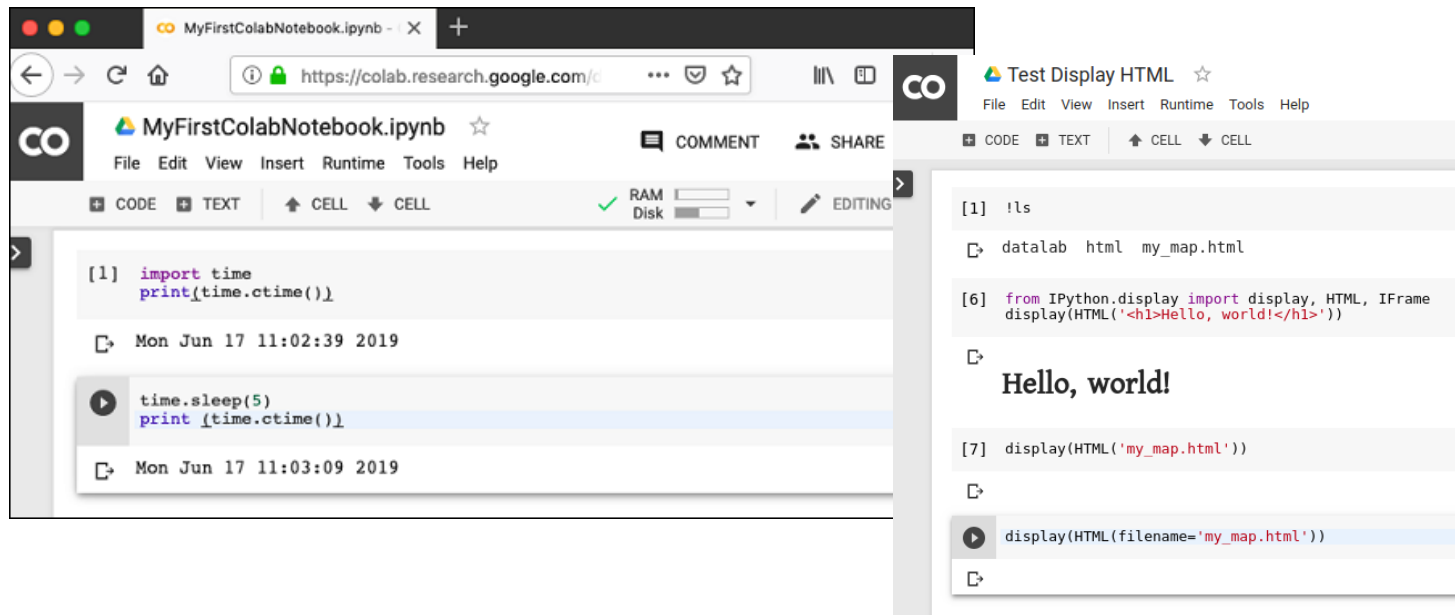 MyFirstColabNotebook.ipynb -
https://colab.research.google.com/
CO
MyFirstColabNotebook.ipynb
COMMENT SHARE
File Edit View Insert Runtime Tools Help
CODE TEXT CELL CELL
RAM
Disk
EDITING
[1] import time
print(time.ctime())
Mon Jun 17 11:02:39 2019
time.sleep(5)
print (time.ctime())
Mon Jun 17 11:03:09 2019
CO
Test Display HTML
File Edit View Insert Runtime Tools Help
CODE TEXT CELL CELL
[1] !ls
datalab html my_map.html
[6] from IPython.display import display, HTML, IFrame
display(HTML('<h1>Hello, world!</h1>'))
Hello, world!
[7] display(HTML('my_map.html'))
display(HTML(filename='my_map.html'))